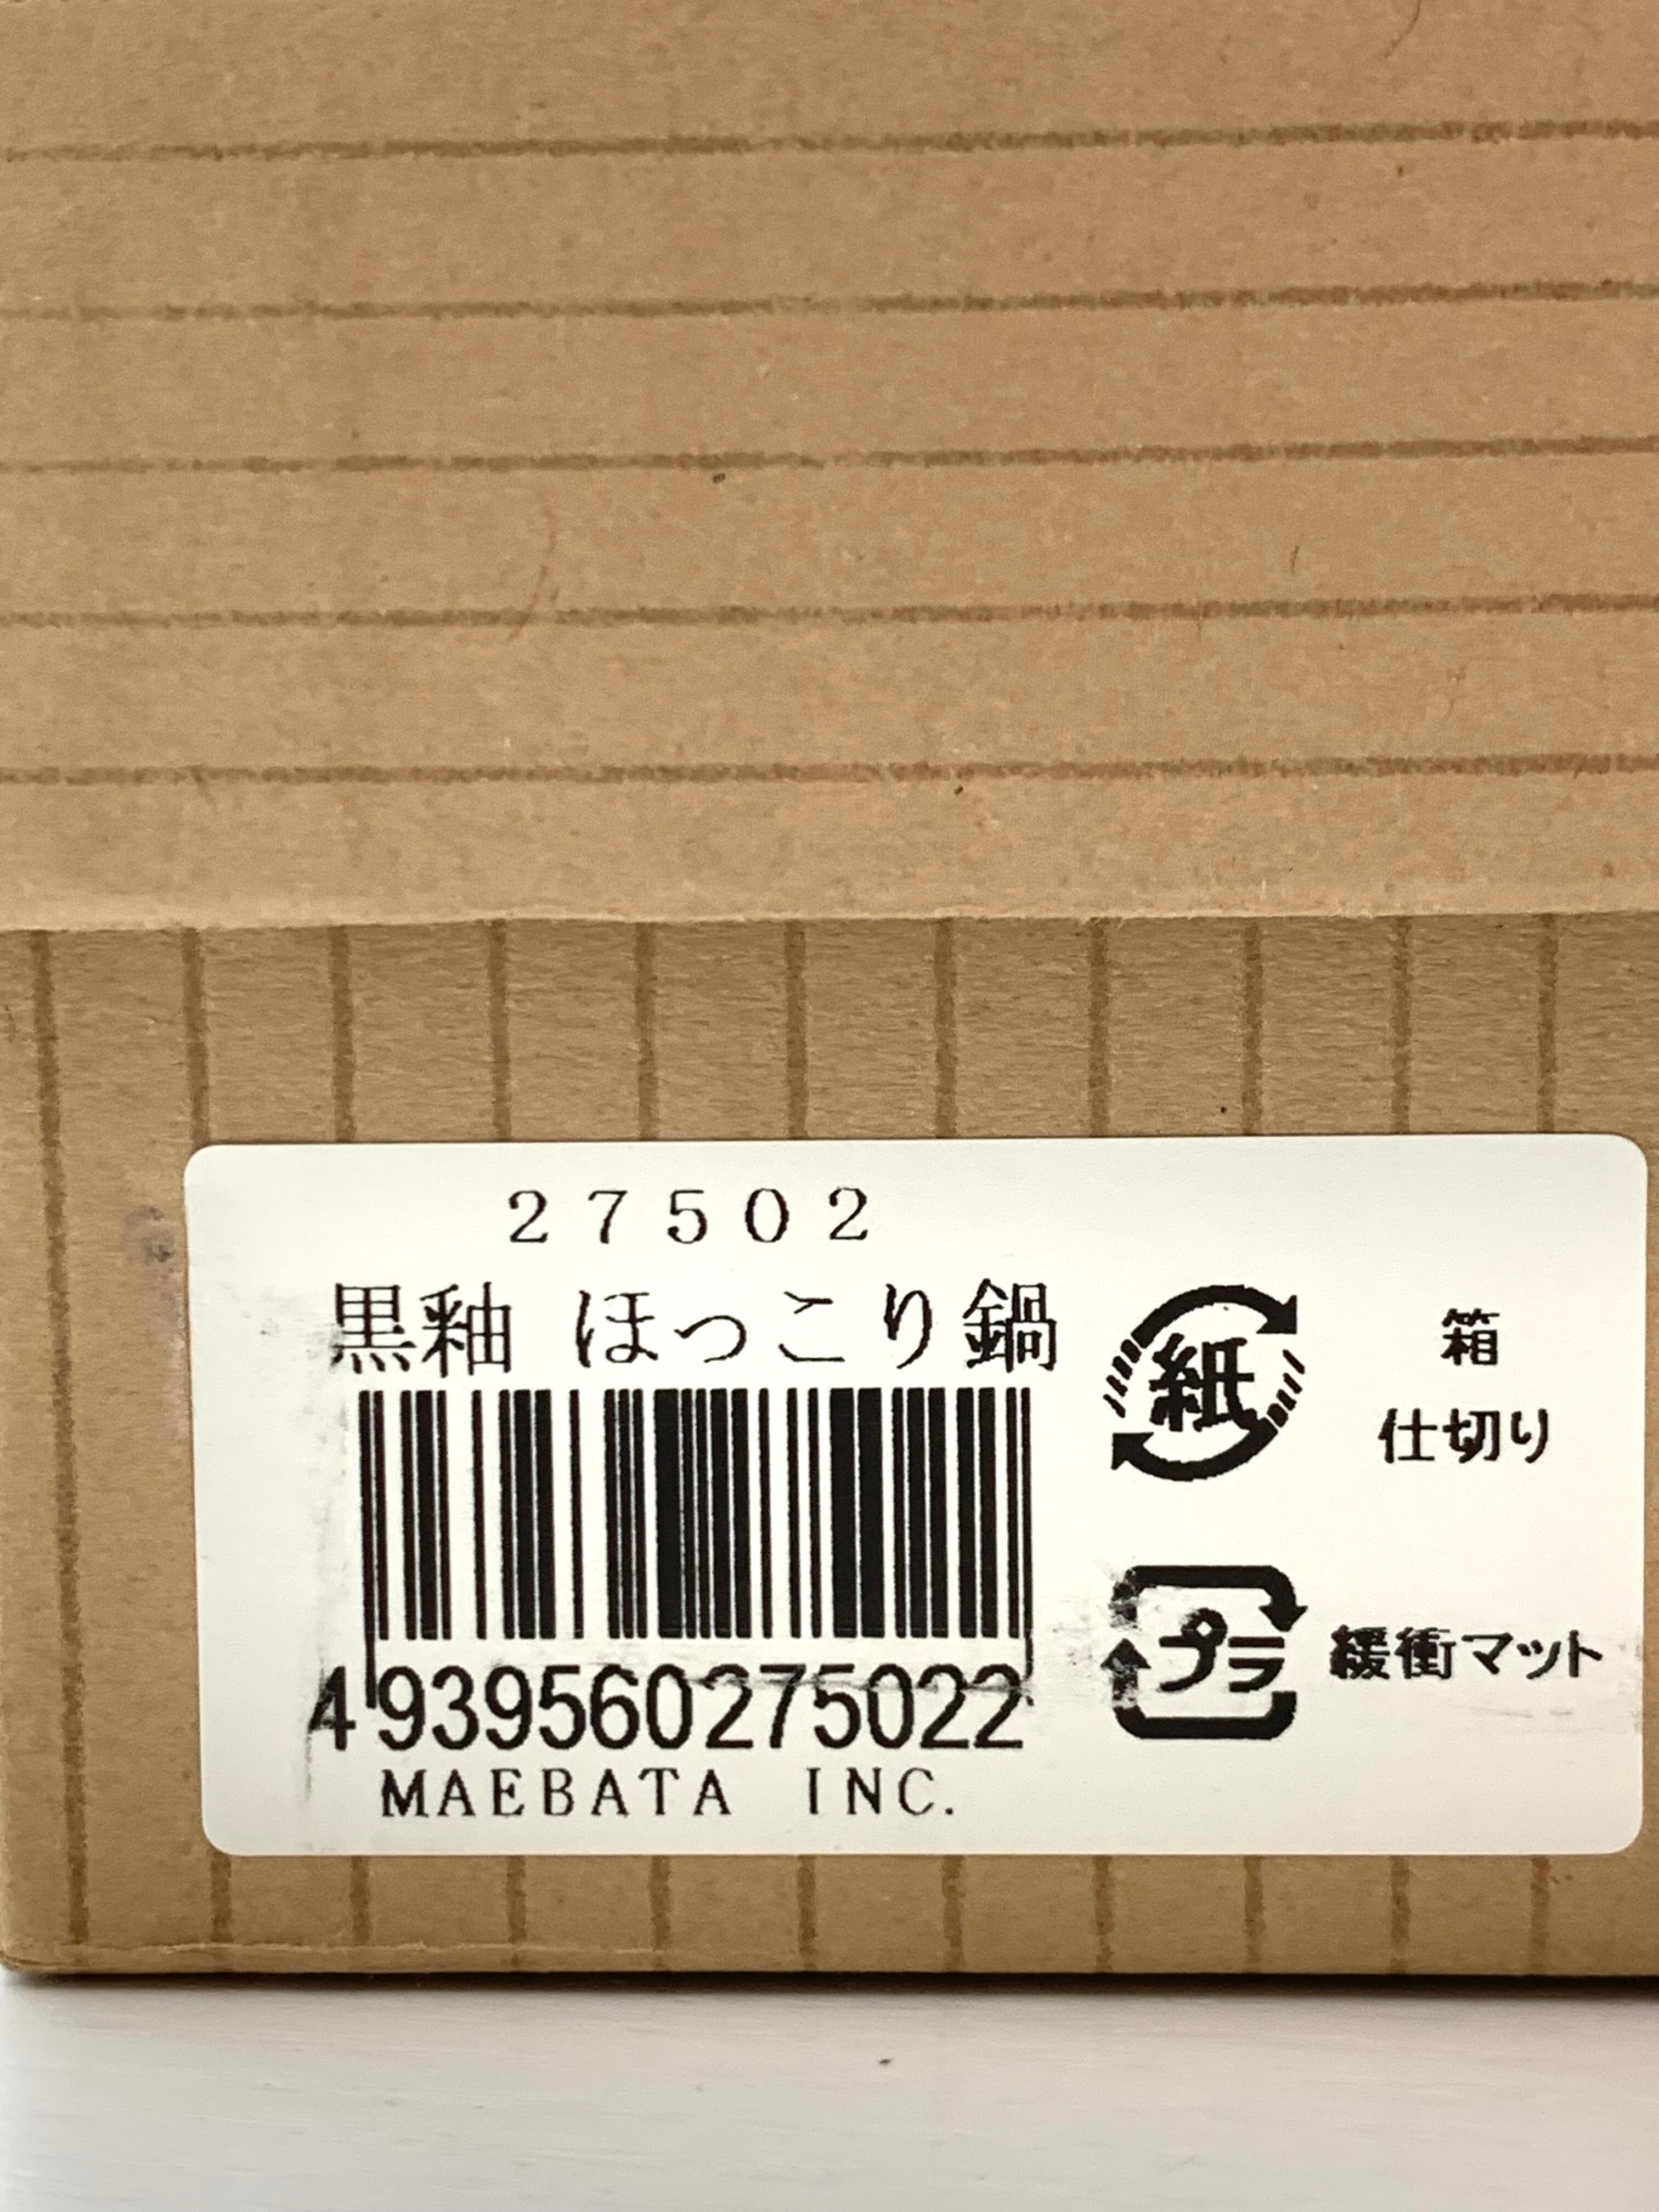 ２７５０２
黒釉 ほっこり鍋
4939560275022
MAEBATA INC.
紙
箱
仕切り
プラ
緩衝マット